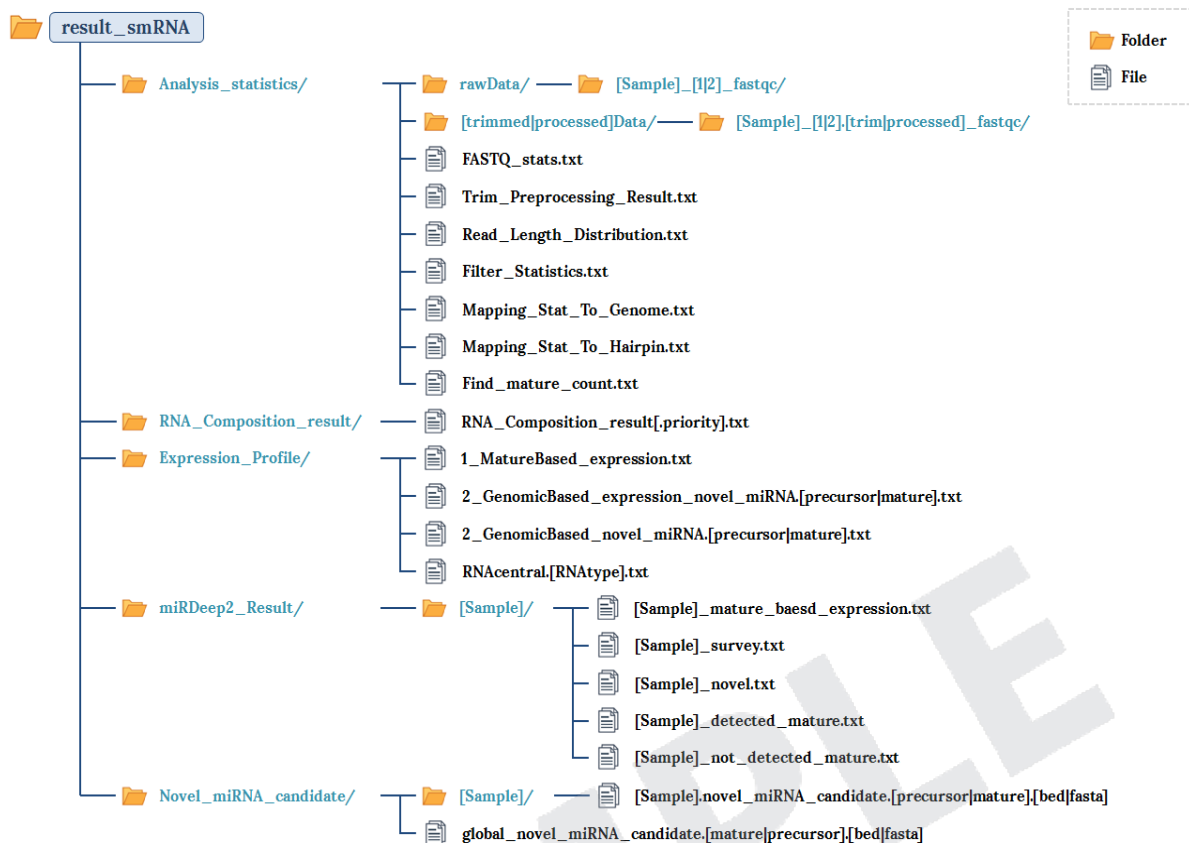 result_smRNA
Folder
File
Analysis_statistics/
rawData/
[Sample]_[1|2]_fastqc/
[trimmed|processed]Data/
[Sample]_[1|2].[trim|processed]_fastqc/
FASTQ_stats.txt
Trim_Preprocessing_Result.txt
Read_Length_Distribution.txt
Filter_Statistics.txt
Mapping_Stat_To_Genome.txt
Mapping_Stat_To_Hairpin.txt
Find_mature_count.txt
RNA_Composition_result/
RNA_Composition_result[.priority].txt
Expression_Profile/
1_MatureBased_expression.txt
2_GenomicBased_expression_novel_miRNA.[precursor|mature].txt
2_GenomicBased_novel_miRNA.[precursor|mature].txt
RNAcentral.[RNAtype].txt
miRDeep2_Result/
[Sample]/
[Sample]_mature_baesd_expression.txt
[Sample]_survey.txt
[Sample]_novel.txt
[Sample]_detected_mature.txt
[Sample]_not_detected_mature.txt
Novel_miRNA_candidate/
[Sample]/
[Sample].novel_miRNA_candidate.[precursor|mature].[bed|fasta]
global_novel_miRNA_candidate.[mature|precursor].[bed|fasta]